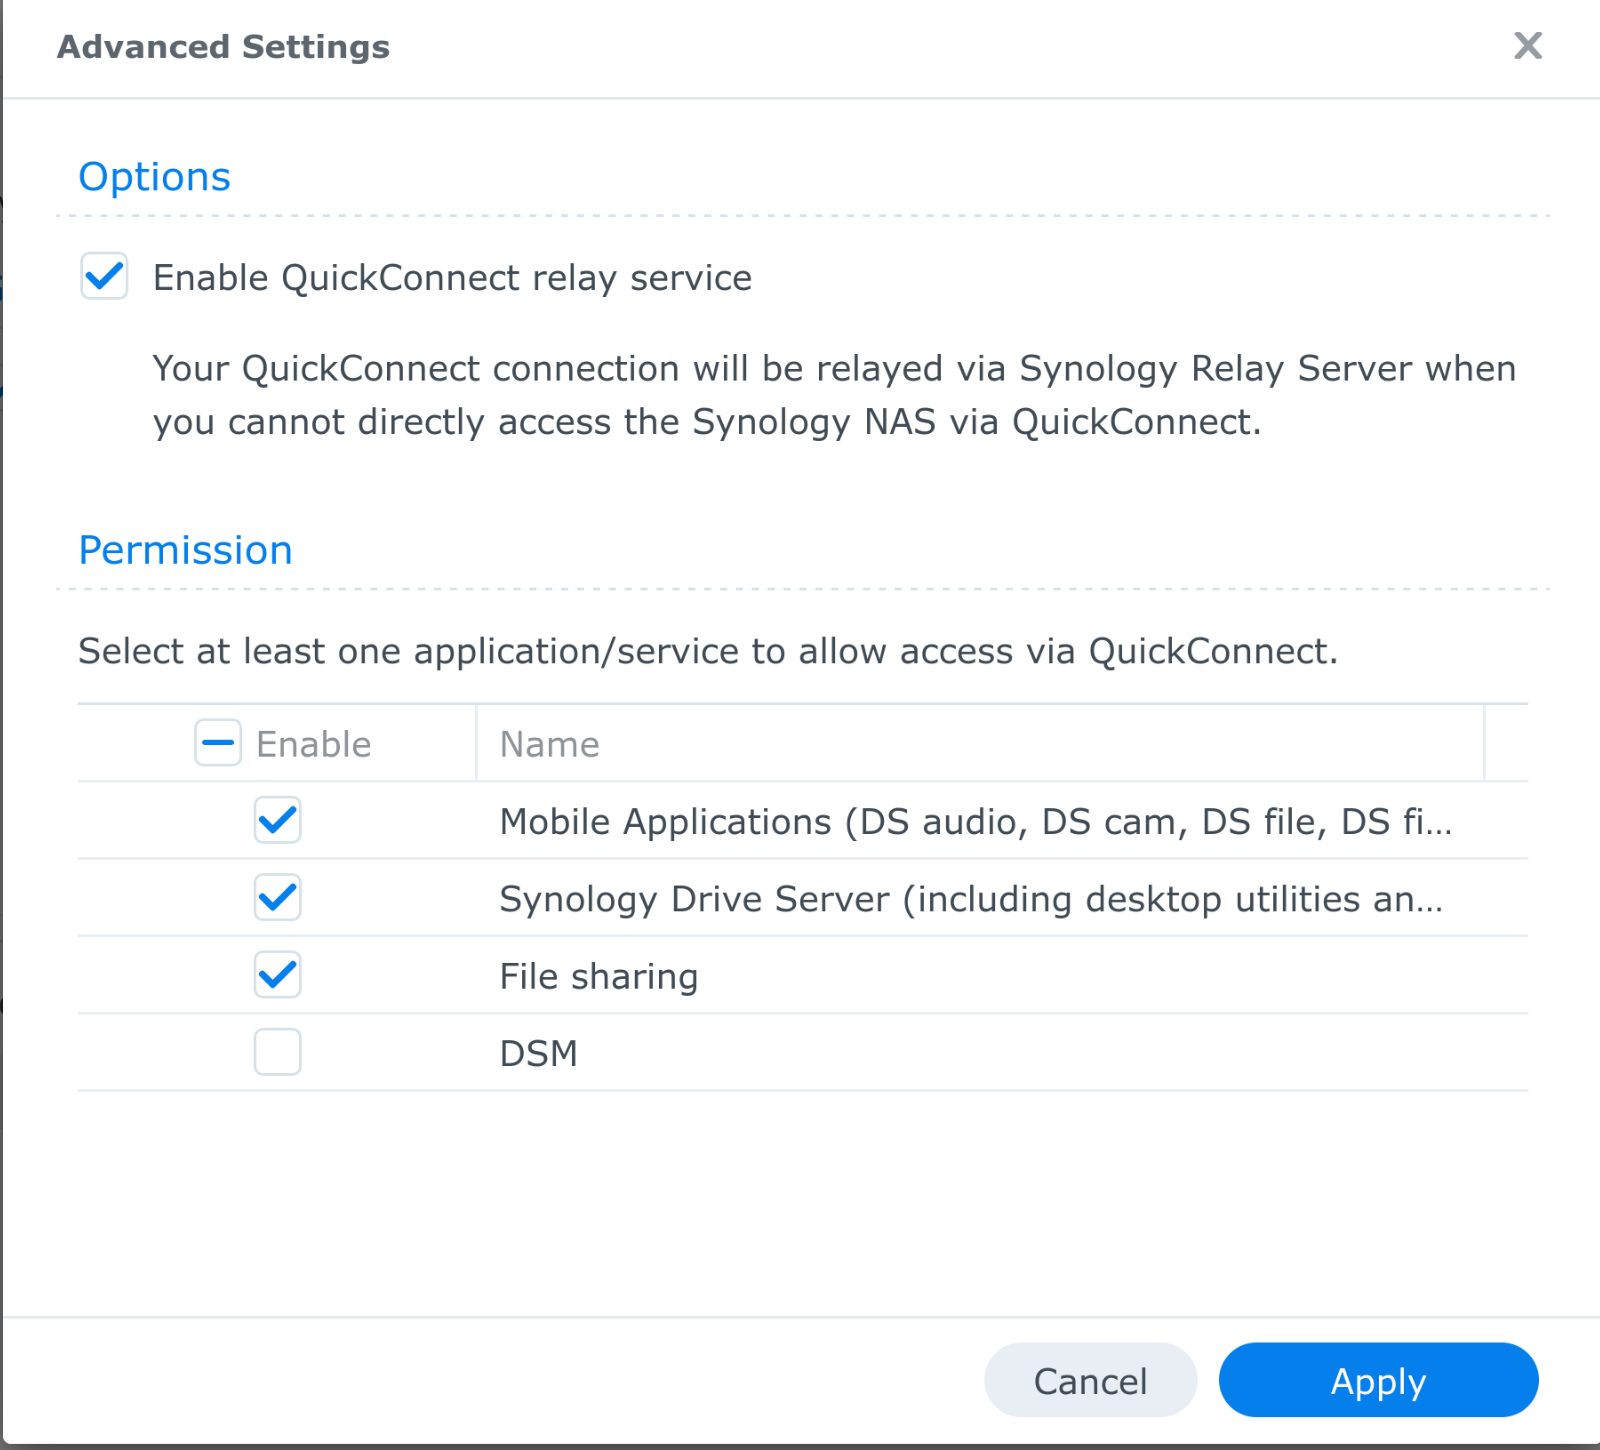 Advanced Settings
Options
Enable QuickConnect relay service
Your QuickConnect connection will be relayed via Synology Relay Server when
you cannot directly access the Synology NAS via QuickConnect.
Permission
Select at least one application/service to allow access via QuickConnect.
Enable Name
Mobile Applications (DS audio, DS cam, DS file, DS fi...
Synology Drive Server (including desktop utilities an...
File sharing
DSM
Cancel Apply